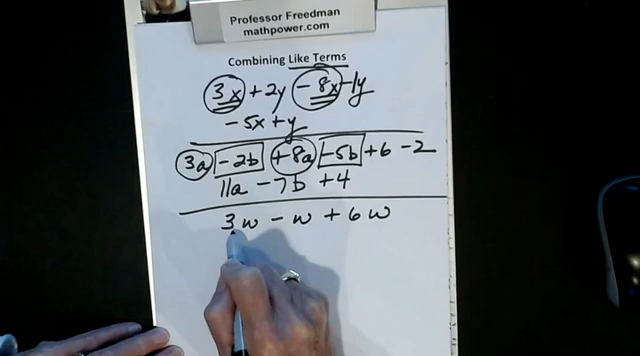 Professor Freedman
mathpower.com
Combining Like Terms
3x + 2y - 8x - 1y
- 5x + y
3a - 2b + 8a - 5b + 6 - 2
11a - 7b + 4
3w - w + 6w